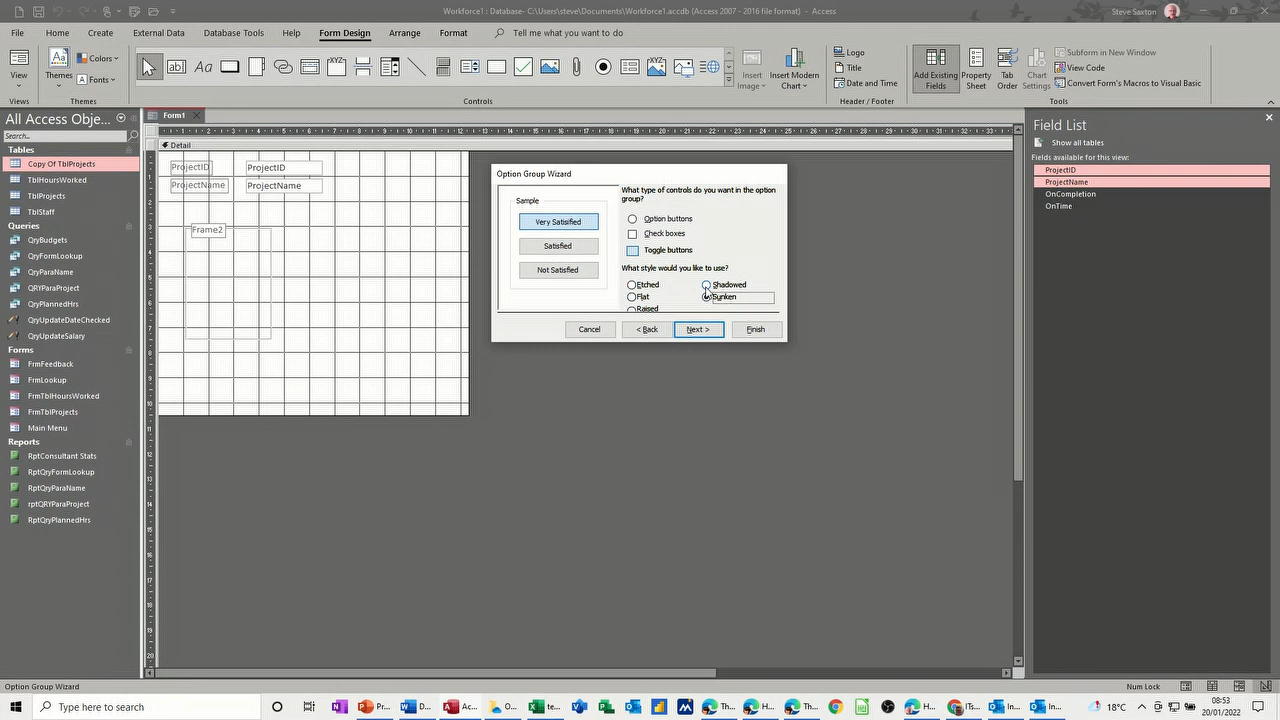 Workforce1 : Database- C:\Users\steve\Documents\Workforce1.accdb (Access 2007 - 2016 file format) - Access
Steve Saxton
File
Home
Create
External Data
Database Tools
Help
Form Design
Arrange
Format
Tell me what you want to do
View
Themes
Colors
Fonts
Insert
Image
Insert Modern
Chart
Logo
Title
Date and Time
Add Existing
Fields
Property
Sheet
Tab
Order
Chart
Settings
Subform in New Window
View Code
Convert Form's Macros to Visual Basic
Views
Themes
Controls
Header / Footer
Tools
All Access Obje...
Search...
Tables
Copy Of TblProjects
TblHoursWorked
TblProjects
TblStaff
Queries
QryBudgets
QryFormLookup
QryParaName
QRYParaProject
QryPlannedHrs
QryUpdateDateChecked
QryUpdateSalary
Forms
FrmFeedback
FrmLookup
FrmTblHoursWorked
FrmTblProjects
Main Menu
Reports
RptConsultant Stats
RptQryFormLookup
RptQryParaName
rptQRYParaProject
RptQryPlannedHrs
Form1
Detail
ProjectID
ProjectID
ProjectName
ProjectName
Frame2
Option Group Wizard
Sample
Very Satisified
Satisfied
Not Satisfied
What type of controls do you want in the option
group?
Option buttons
Check boxes
Toggle buttons
What style would you like to use?
Etched
Shadowed
Flat
Sunken
Raised
Cancel
< Back
Next >
Finish
Field List
Show all tables
Fields available for this view:
ProjectID
ProjectName
OnCompletion
OnTime
Option Group Wizard
Num Lock
Type here to search
Pr...
D...
Ac...
te...
O...
Th...
H...
Th...
H...
iTs...
In...
In...
18°C
08:53
20/01/2022